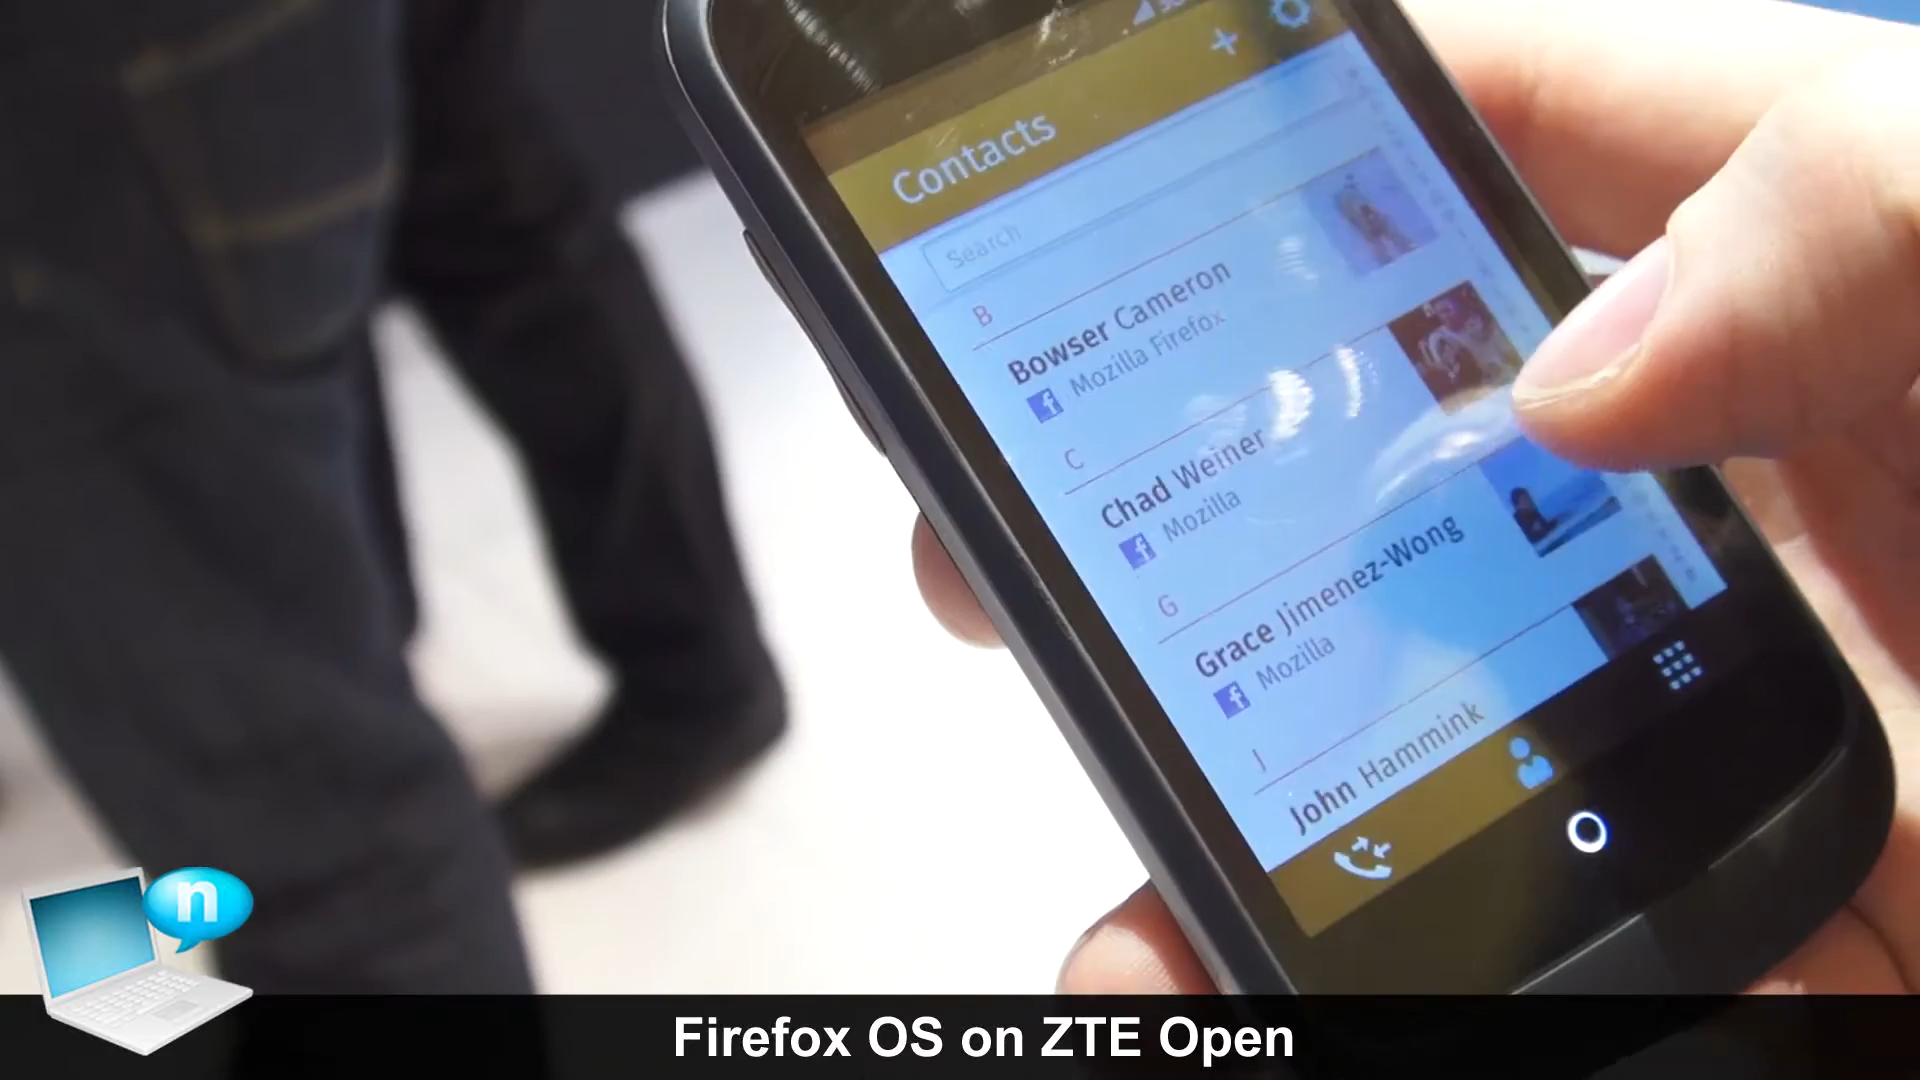 Contacts
Search
B
Bowser Cameron
f Mozilla Firefox
C
Chad Weiner
f Mozilla
G
Grace Jimenez-Wong
f Mozilla
J
John Hammink
n
Firefox OS on ZTE Open